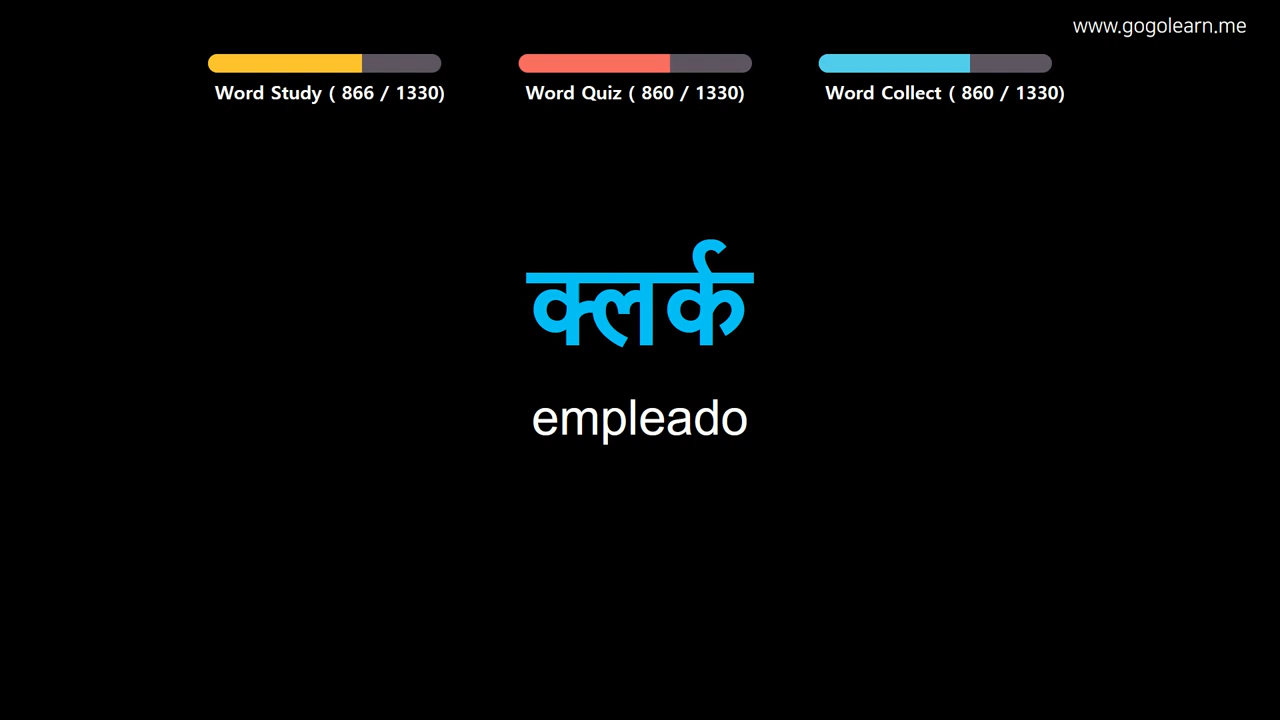 www.gogolearn.me
Word Study ( 866 / 1330)
Word Quiz ( 860 / 1330)
Word Collect ( 860 / 1330)
क्लर्क
empleado